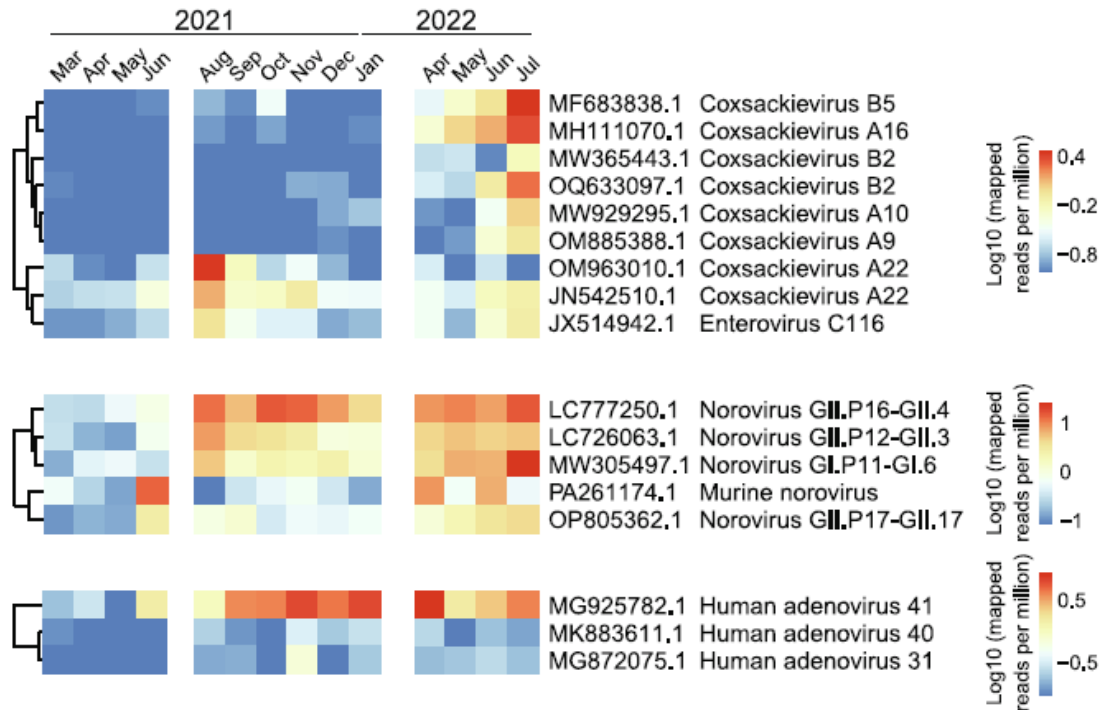 2021 2022
Mar Apr May Jun Aug Sep Oct Nov Dec Jan Apr May Jun Jul
MF683838.1 Coxsackievirus B5
MH111070.1 Coxsackievirus A16
MW365443.1 Coxsackievirus B2
OQ633097.1 Coxsackievirus B2
MW929295.1 Coxsackievirus A10
OM885388.1 Coxsackievirus A9
OM963010.1 Coxsackievirus A22
JN542510.1 Coxsackievirus A22
JX514942.1 Enterovirus C116
Log10 (mapped
reads per million)
0.4
−0.2
−0.8
LC777250.1 Norovirus GII.P16-GII.4
LC726063.1 Norovirus GII.P12-GII.3
MW305497.1 Norovirus GI.P11-GI.6
PA261174.1 Murine norovirus
OP805362.1 Norovirus GII.P17-GII.17
Log10 (mapped
reads per million)
1
0
−1
MG925782.1 Human adenovirus 41
MK883611.1 Human adenovirus 40
MG872075.1 Human adenovirus 31
Log10 (mapped
reads per million)
0.5
−0.5